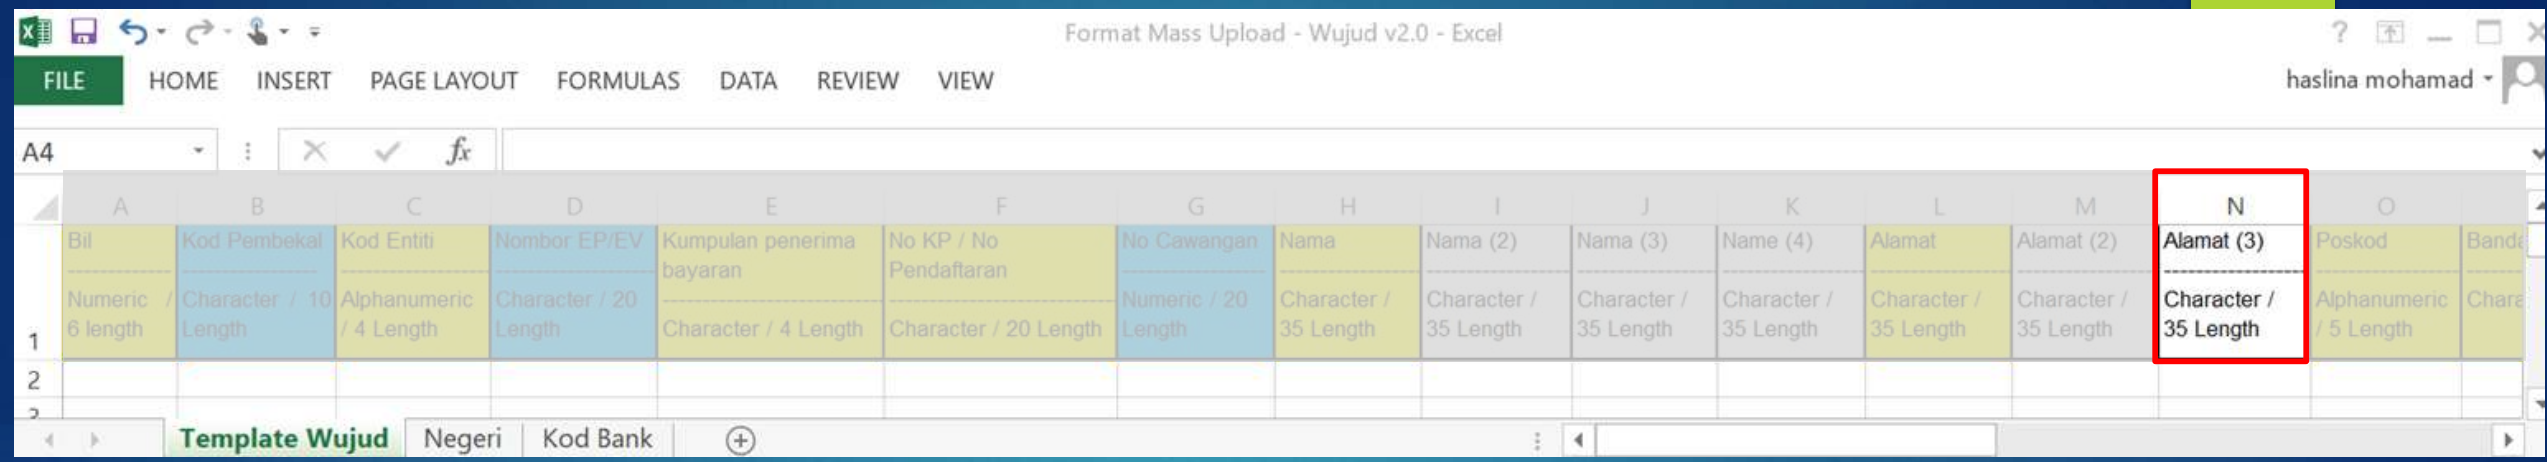 Format Mass Upload - Wujud v2.0 - Excel
FILE HOME INSERT PAGE LAYOUT FORMULAS DATA REVIEW VIEW haslina mohamad
A4 fx
A B C D E F G H I J K L M N O
Bil Kod Pembekal Kod Entiti Nombor EP/EV Kumpulan penerima No KP / No No Cawangan Nama Nama (2) Nama (3) Name (4) Alamat Alamat (2) Alamat (3) Poskod
bayaran Pendaftaran
Numeric / Character / 10 Alphanumeric Character / 20 Numeric / 20 Character / Character / Character / Character / Character / Character / Character / Alphanumeric
1 6 length Length / 4 Length Length Character / 4 Length Character / 20 Length Length 35 Length 35 Length 35 Length 35 Length 35 Length 35 Length 35 Length / 5 Length
2
Template Wujud Negeri Kod Bank